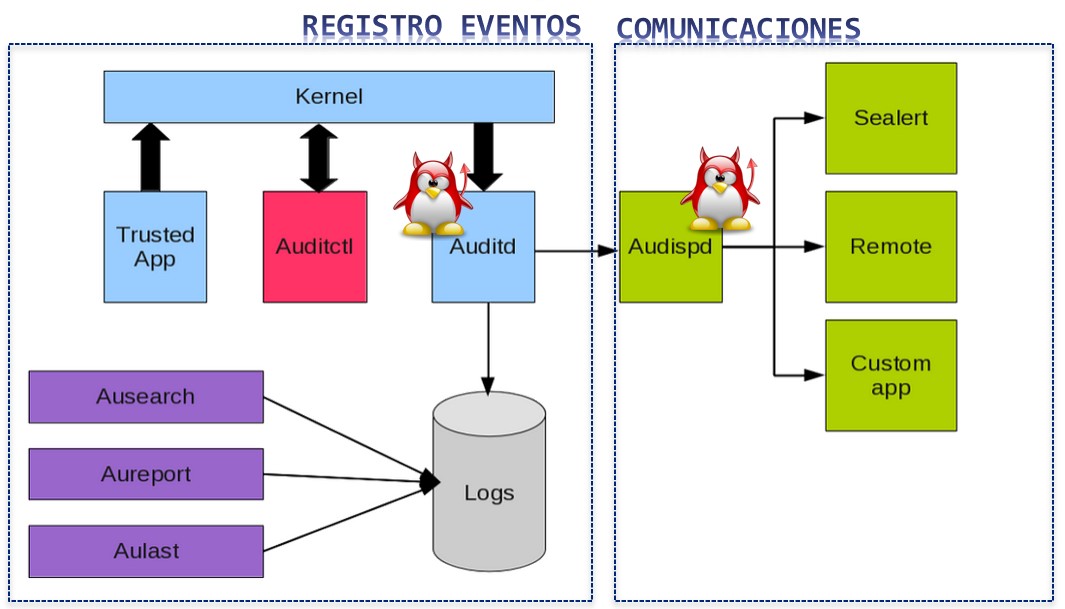 REGISTRO EVENTOS
COMUNICACIONES
Kernel
Sealert
Trusted
App
Auditctl
Auditd
Audispd
Remote
Custom
app
Ausearch
Aureport
Aulast
Logs